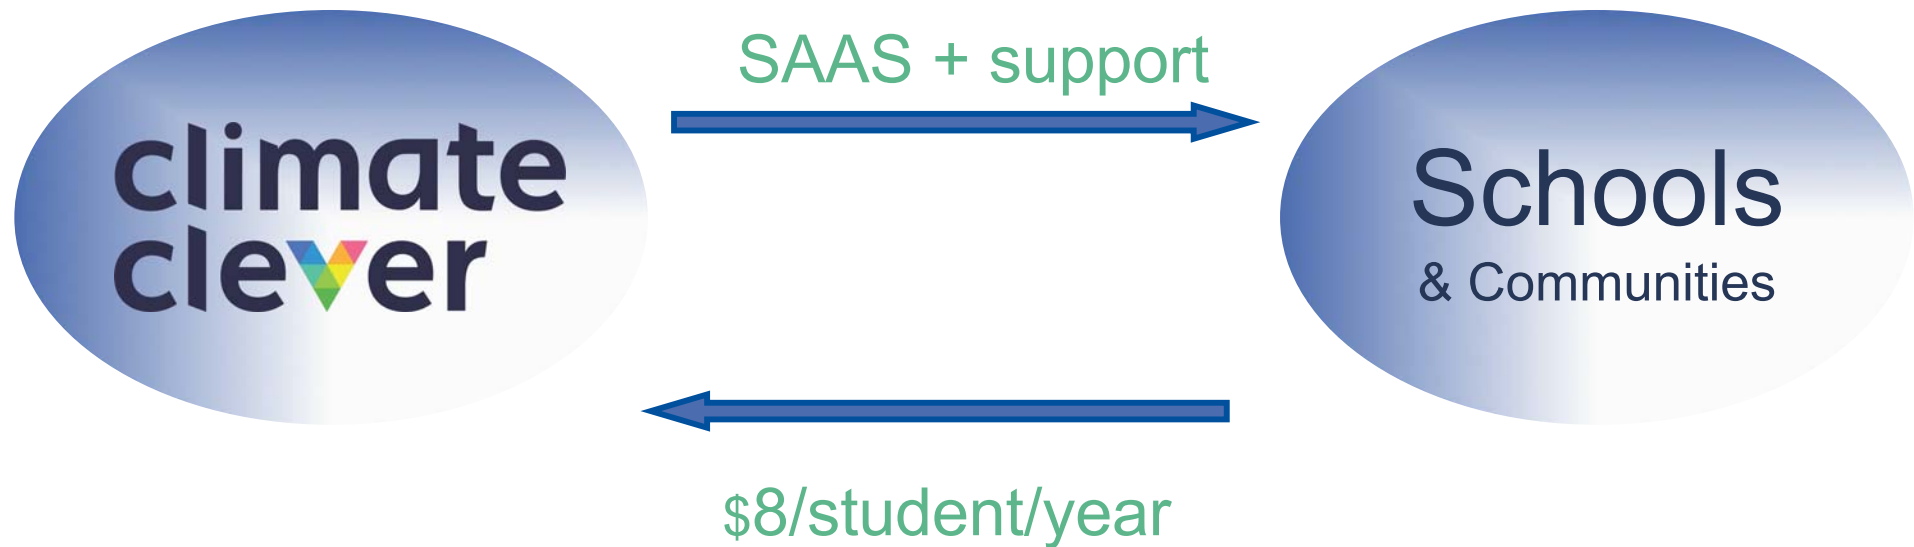 SAAS + support
climate
clever
Schools
& Communities
$8/student/year